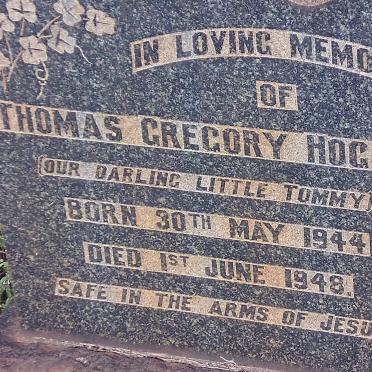 IN LOVING MEMO
OF
THOMAS GREGORY HOG
(OUR DARLING LITTLE TOMMY)
BORN 30TH MAY 1944
DIED 1ST JUNE 1948.
SAFE IN THE ARMS OF JESU